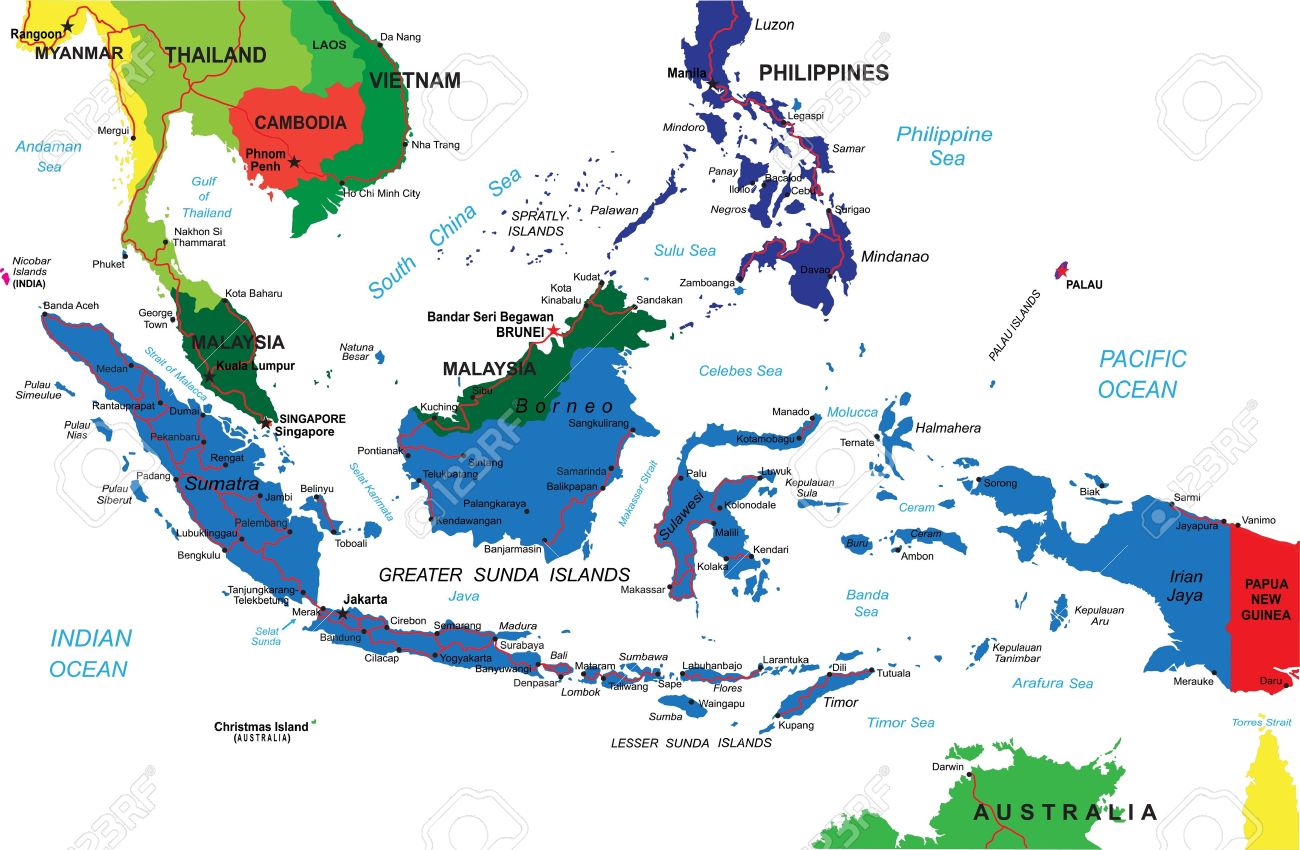 Rangoon
MYANMAR
THAILAND
LAOS
Da Nang
VIETNAM
CAMBODIA
Phnom
Penh
Nha Trang
Ho Chi Minh City
Mergui
Andaman
Sea
Gulf
of
Thailand
Nakhon Si
Thammarat
Phuket
Nicobar
Islands
(INDIA)
South China Sea
Luzon
Manila
PHILIPPINES
Legaspi
Mindoro
Samar
Philippine
Sea
Panay
Iloilo
Bacalod
Cebu
Negros
Surigao
Palawan
SPRATLY
ISLANDS
Sulu Sea
Mindanao
Davao
Zamboanga
PALAU
PALAU ISLANDS
PACIFIC
OCEAN
Banda Aceh
George
Town
Kota Baharu
MALAYSIA
Kuala Lumpur
Strait of Malacca
Medan
Pulau
Simeulue
Rantauprapat
Dumai
Pulau
Nias
Pekanbaru
SINGAPORE
Singapore
Rengat
Padang
Sumatra
Pulau
Siberut
Jambi
Belinyu
Palembang
Lubuklinggau
Toboali
Bengkulu
Tanjungkarang-
Telekbetung
Natuna
Besar
Kudat
Kota
Kinabalu
Sandakan
Bandar Seri Begawan
BRUNEI
MALAYSIA
Sibu
Kuching
Borneo
Sangkulirang
Pontianak
Sintang
Telukbatang
Selat Karimata
Samarinda
Balikpapan
Palangkaraya
Kendawangan
Banjarmasin
Makassar Strait
Celebes Sea
Manado
Molucca
Kotamobagu
Ternate
Halmahera
Palu
Luwuk
Kepulauan
Sula
Sulawesi
Kolonodale
Malili
Kendari
Kolaka
Makassar
Ceram
Buru
Ceram
Ambon
Sorong
Biak
Sarmi
Jayapura
Vanimo
Irian
Jaya
PAPUA
NEW
GUINEA
Kepulauan
Aru
Kepulauan
Tanimbar
Merauke
Daru
Banda
Sea
Arafura Sea
Torres Strait
GREATER SUNDA ISLANDS
Java
Jakarta
Merak
Selat
Sunda
Cirebon
Semarang
Madura
Bandung
Surabaya
Cilacap
Yogyakarta
Banyuwangi
Bali
Denpasar
Mataram
Lombok
Sumbawa
Taliwang
Sape
Labuhanbajo
Larantuka
Flores
Dili
Tutuala
Waingapu
Sumba
Timor
Kupang
Timor Sea
LESSER SUNDA ISLANDS
INDIAN
OCEAN
Christmas Island
(AUSTRALIA)
Darwin
AUSTRALIA
123RF